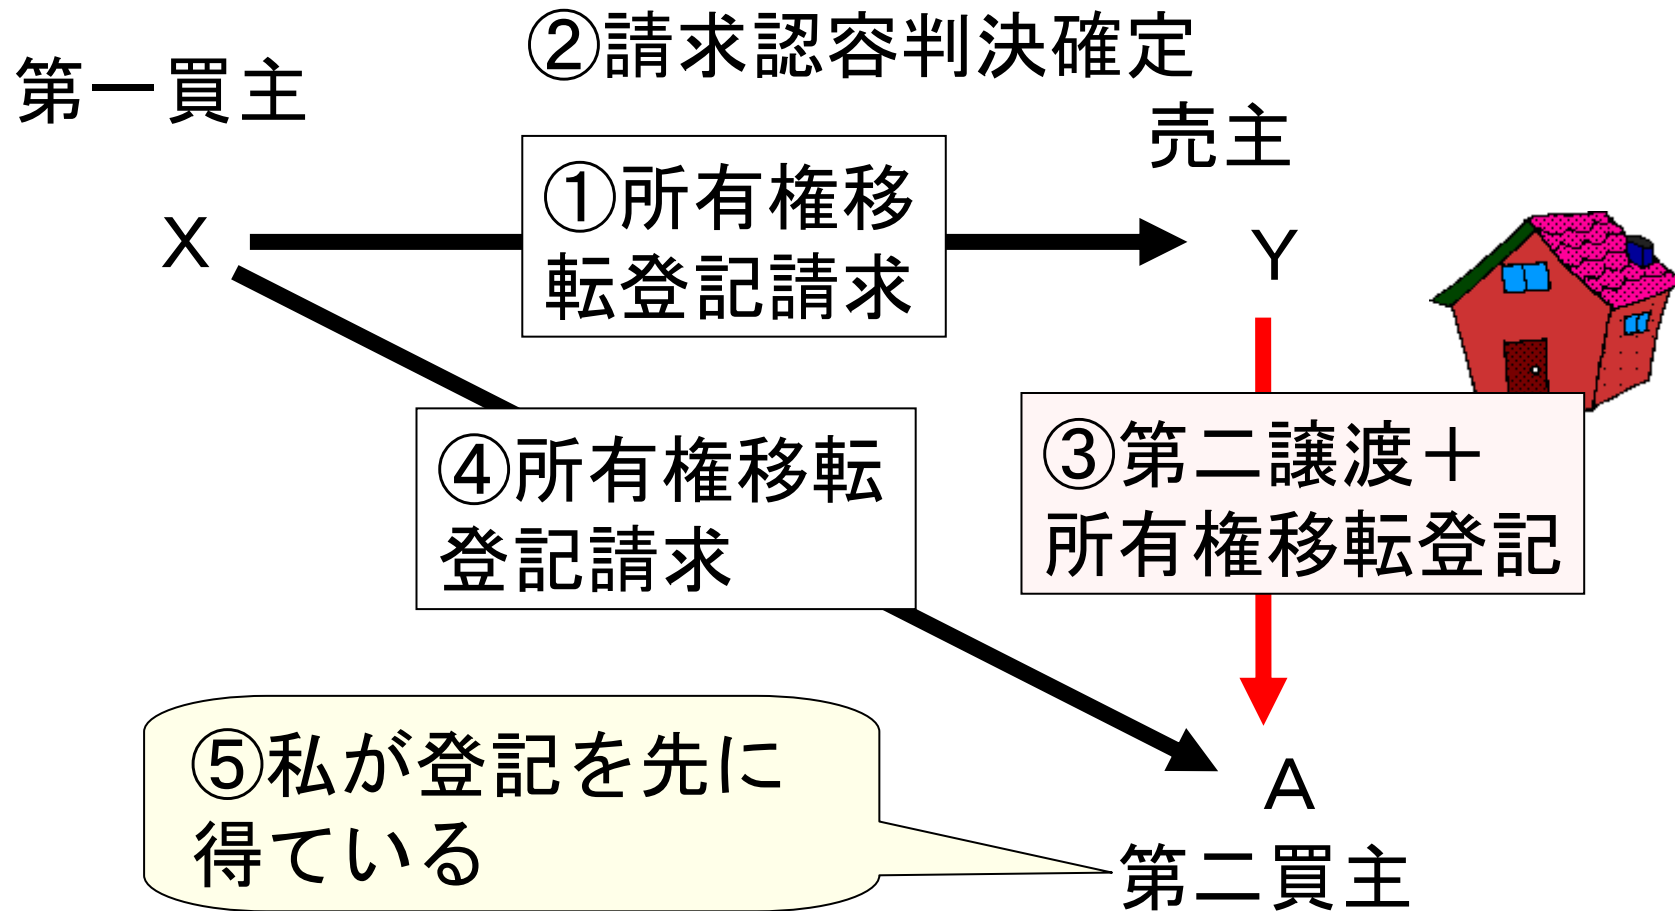 ②請求認容判決確定
第一買主
売主
①所有権移
転登記請求
X
Y
④所有権移転
登記請求
③第二譲渡＋
所有権移転登記
⑤私が登記を先に
得ている
A
第二買主